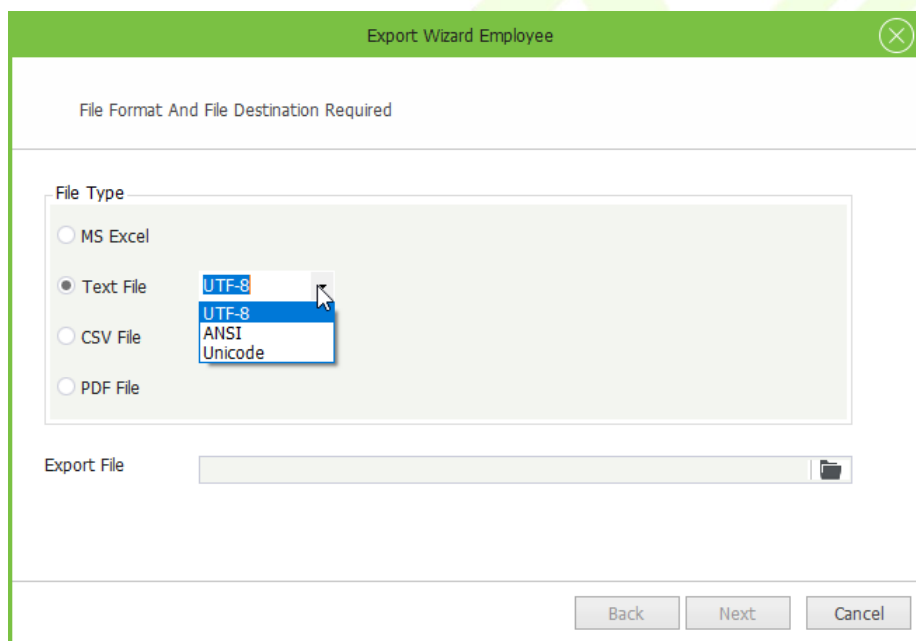 Export Wizard Employee
File Format And File Destination Required
File Type
MS Excel
Text File UTF-8
UTF-8
ANSI
CSV File
Unicode
PDF File
Export File
Back Next Cancel